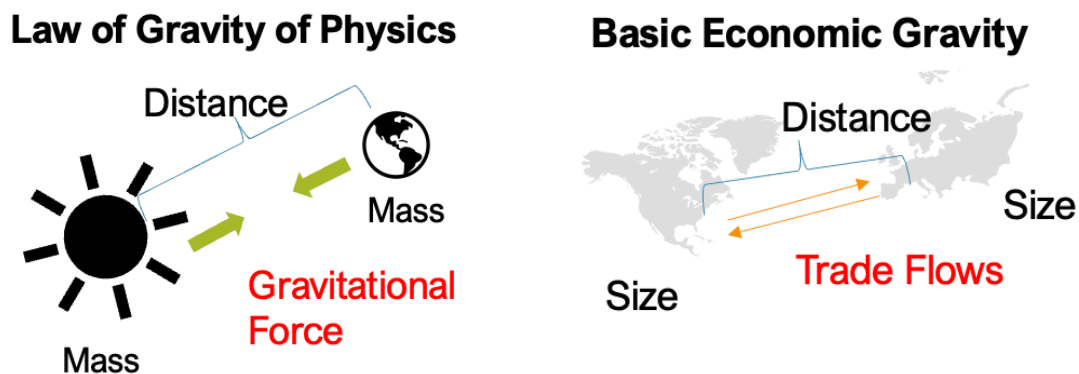 Law of Gravity of Physics
Distance
Mass
Gravitational
Force
Mass
Basic Economic Gravity
Distance
Size
Trade Flows
Size